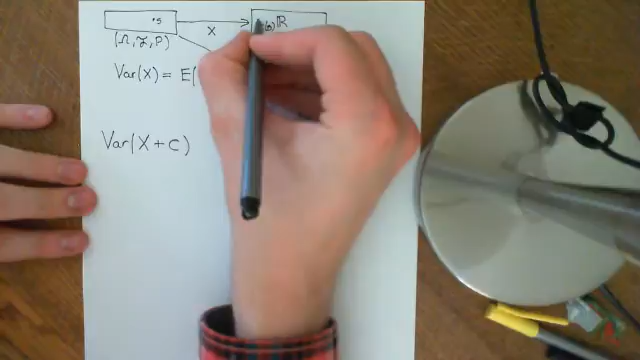 •s X ℝ
(Ω, ℱ, P)
Var(X) = E(
Var(X + c)